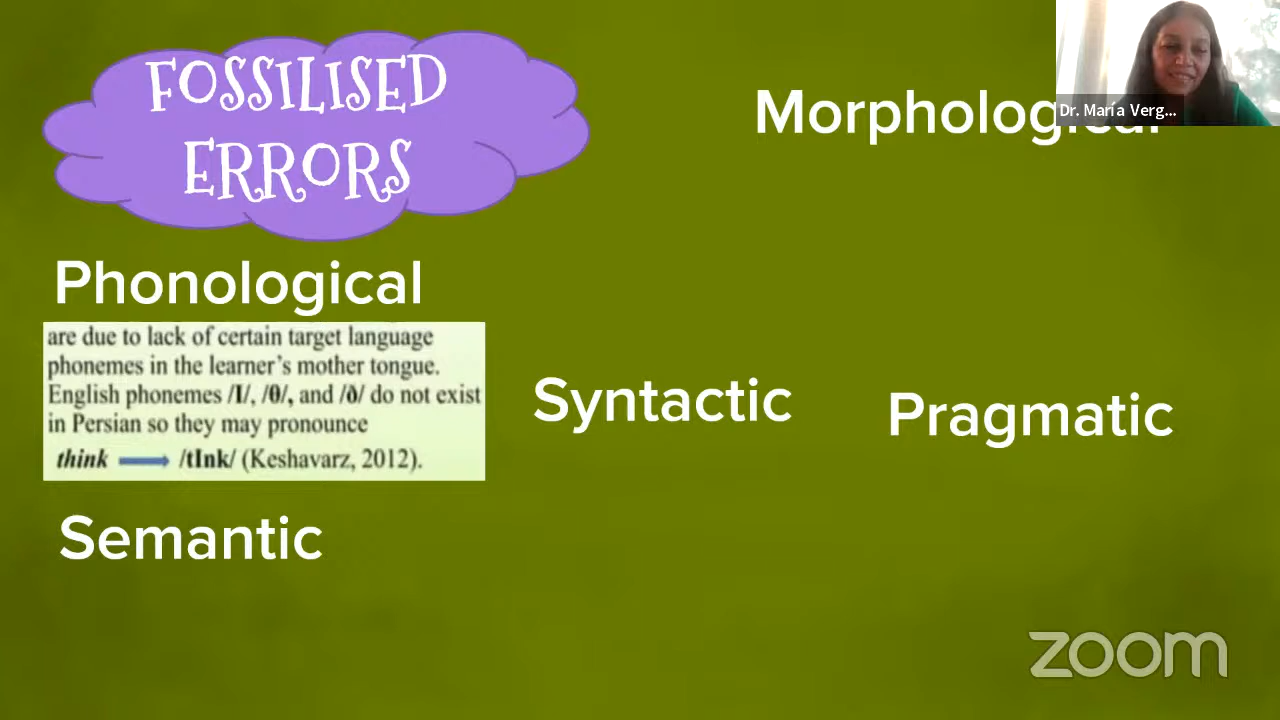 FOSSILISED
ERRORS
Morphological
Dr. María Verg...
Phonological
are due to lack of certain target language
phonemes in the learner's mother tongue.
English phonemes /I/, /θ/, and /ð/ do not exist
in Persian so they may pronounce
think /tInk/ (Keshavarz, 2012).
Syntactic
Pragmatic
Semantic
zoom